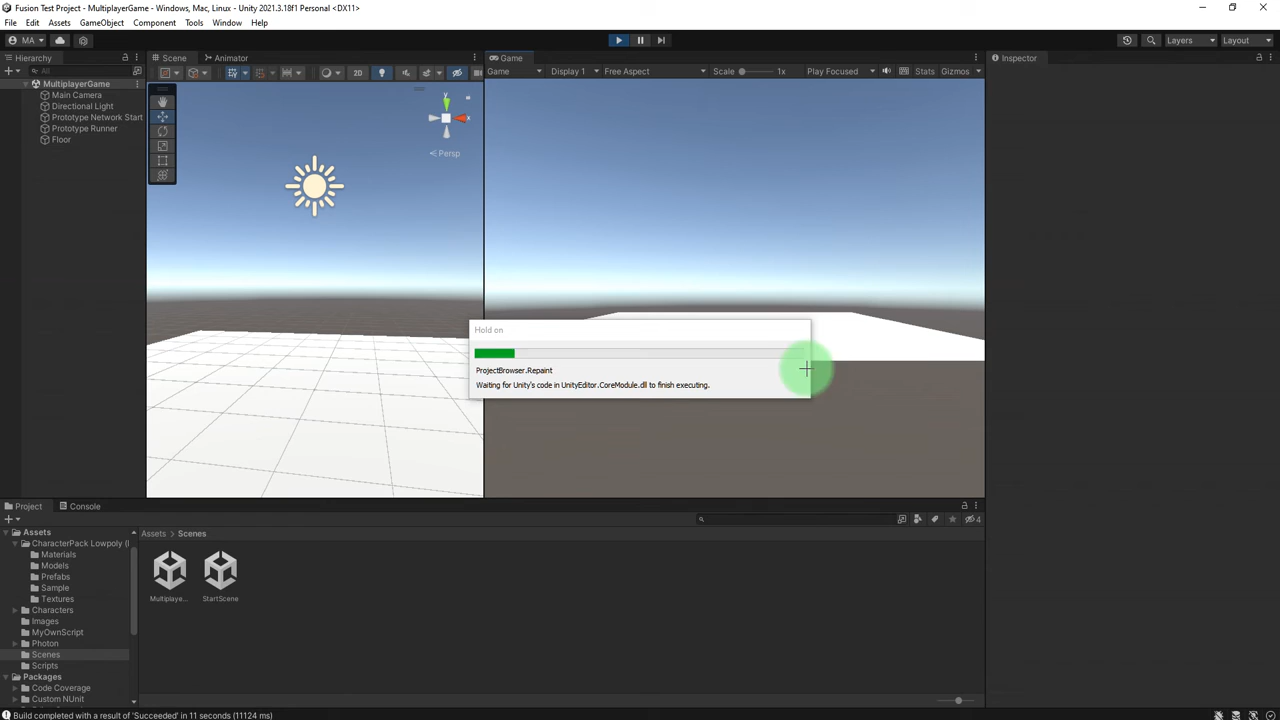 Fusion Test Project - MultiplayerGame - Windows, Mac, Linux - Unity 2021.3.18f1 Personal <DX11>
File Edit Assets GameObject Component Tools Window Help
MA Layers Layout
Hierarchy Scene Animator Game Inspector
All 2D Game Display 1 Free Aspect Scale 1x Play Focused Stats Gizmos
MultiplayerGame
Main Camera
Directional Light
Prototype Network Start
Prototype Runner
Floor
y
x
Persp
Hold on
ProjectBrowser.Repaint
Waiting for Unity's code in UnityEditor.CoreModule.dll to finish executing.
Project Console
4
Assets
Assets > Scenes
CharacterPack Lowpoly (
Materials
Models
Prefabs
Sample
Textures
Multiplaye... StartScene
Characters
Images
MyOwnScript
Photon
Scenes
Scripts
Packages
Code Coverage
Custom NUnit
Build completed with a result of 'Succeeded' in 11 seconds (11124 ms)